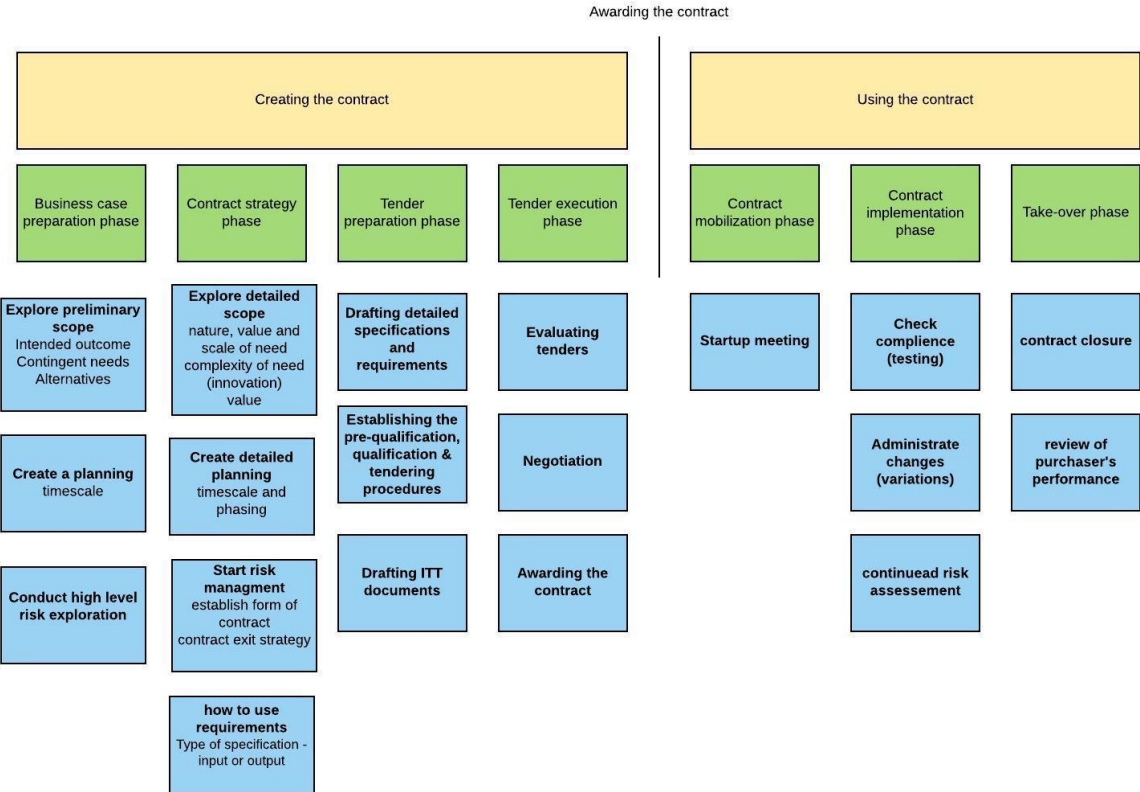 Awarding the contract
Creating the contract
Using the contract
Business case
preparation phase
Contract strategy
phase
Tender
preparation phase
Tender execution
phase
Contract
mobilization phase
Contract
implementation
phase
Take-over phase
Explore preliminary
scope
Intended outcome
Contingent needs
Alternatives
Explore detailed
scope
nature, value and
scale of need
complexity of need
(innovation)
value
Drafting detailed
specifications
and
requirements
Evaluating
tenders
Startup meeting
Check
complience
(testing)
contract closure
Create a planning
timescale
Create detailed
planning
timescale and
phasing
Establishing the
pre-qualification,
qualification &
tendering
procedures
Negotiation
Administrate
changes
(variations)
review of
purchaser's
performance
Conduct high level
risk exploration
Start risk
managment
establish form of
contract
contract exit strategy
Drafting ITT
documents
Awarding the
contract
continuead risk
assessement
how to use
requirements
Type of specification -
input or output